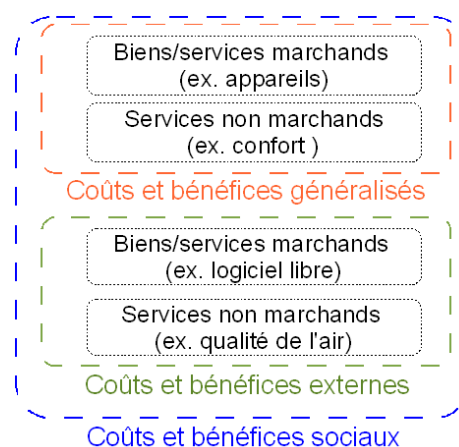 Biens/services marchands
(ex. appareils)
Services non marchands
(ex. confort )
Coûts et bénéfices généralisés
Biens/services marchands
(ex. logiciel libre)
Services non marchands
(ex. qualité de l'air)
Coûts et bénéfices externes
Coûts et bénéfices sociaux